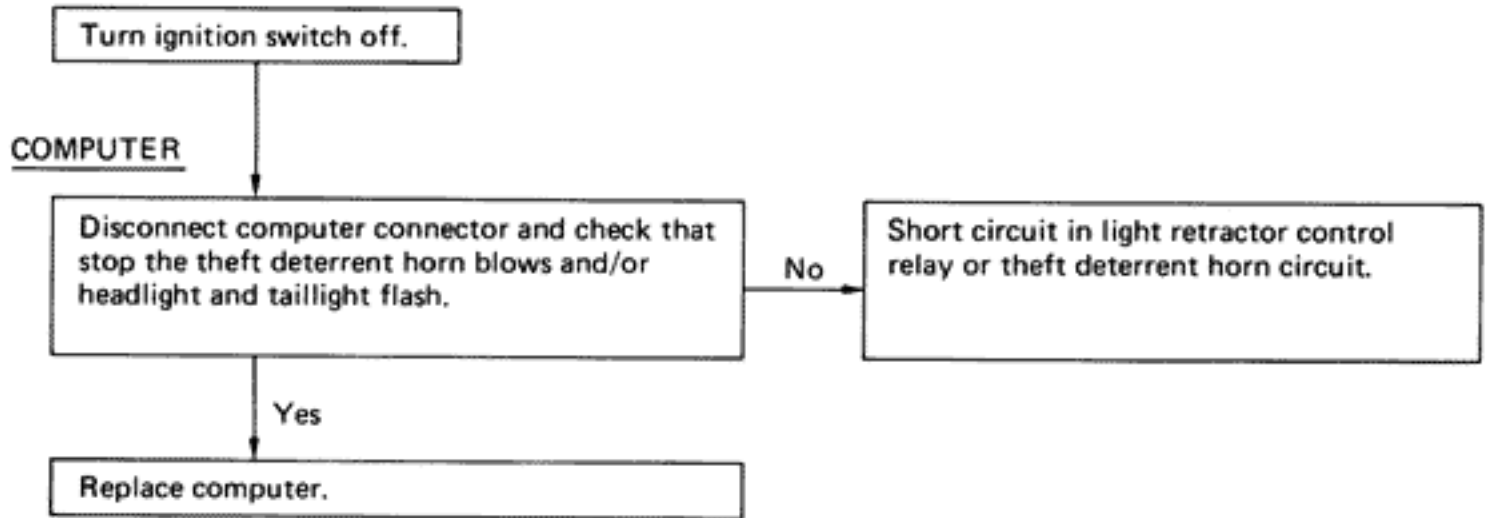 Turn ignition switch off.
COMPUTER
Disconnect computer connector and check that
stop the theft deterrent horn blows and/or
headlight and taillight flash.
No
Short circuit in light retractor control
relay or theft deterrent horn circuit.
Yes
Replace computer.